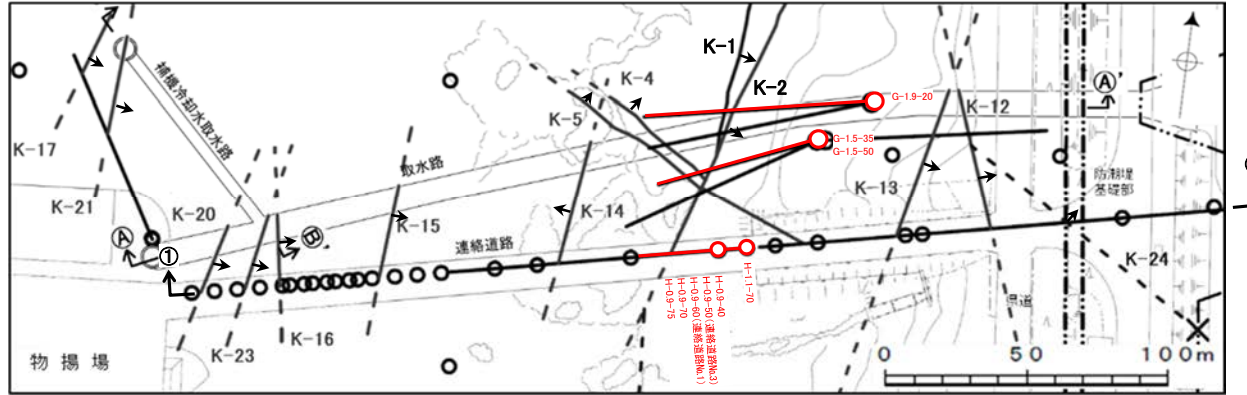 K-1
K-4
K-2
K-5
G-1.9-20
Ⓐ'
K-12
補機冷却水取水路
K-17
G-1.5-35
G-1.5-50
取水路
防潮堤
基礎部
K-21
K-20
K-13
K-15
K-14
Ⓐ
①
Ⓑ'
連絡道路
K-24
H-0.9-75
H-0.9-70
H-0.9-60(連絡道路No.1)
H-0.9-50(連絡道路No.3)
H-0.9-40
H-1.1-70
県道
K-23
K-16
物揚場
0 50 100m